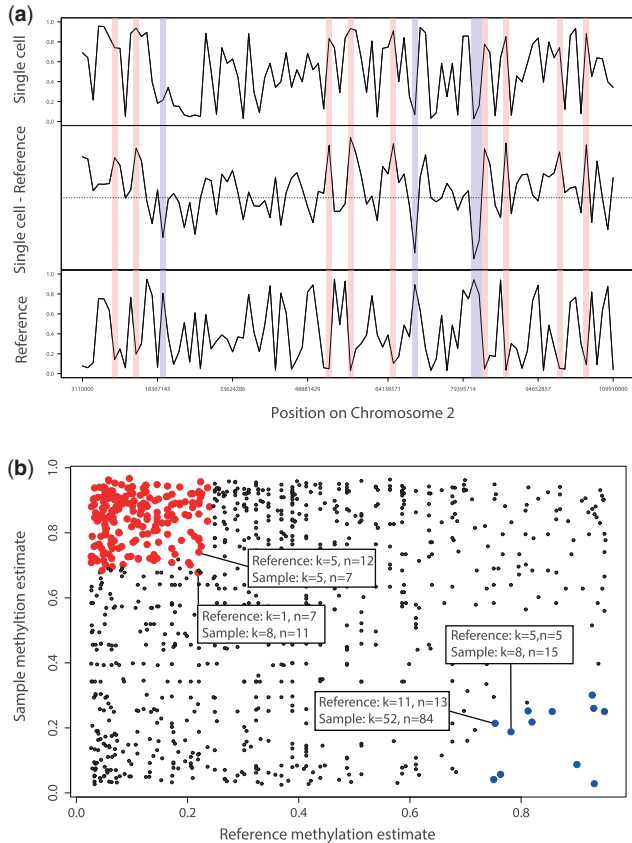 (a)
Single cell
1.0
0.8
0.6
0.4
0.2
0.0
Single cell - Reference
Reference
1.0
0.8
0.6
0.4
0.2
0.0
3110000 18367143 33624286 48881429 64138571 79395714 94652857 109910000
Position on Chromosome 2
(b)
Sample methyltion estimate
1.0
0.8
0.6
0.4
0.2
0.0
Reference: k=5, n=12
Sample: k=5, n=7
Reference: k=1, n=7
Sample: k=8, n=11
Reference: k=5,n=5
Sample: k=8, n=15
Reference: k=11, n=13
Sample: k=52, n=84
0.0 0.2 0.4 0.6 0.8
Reference methylation estimate